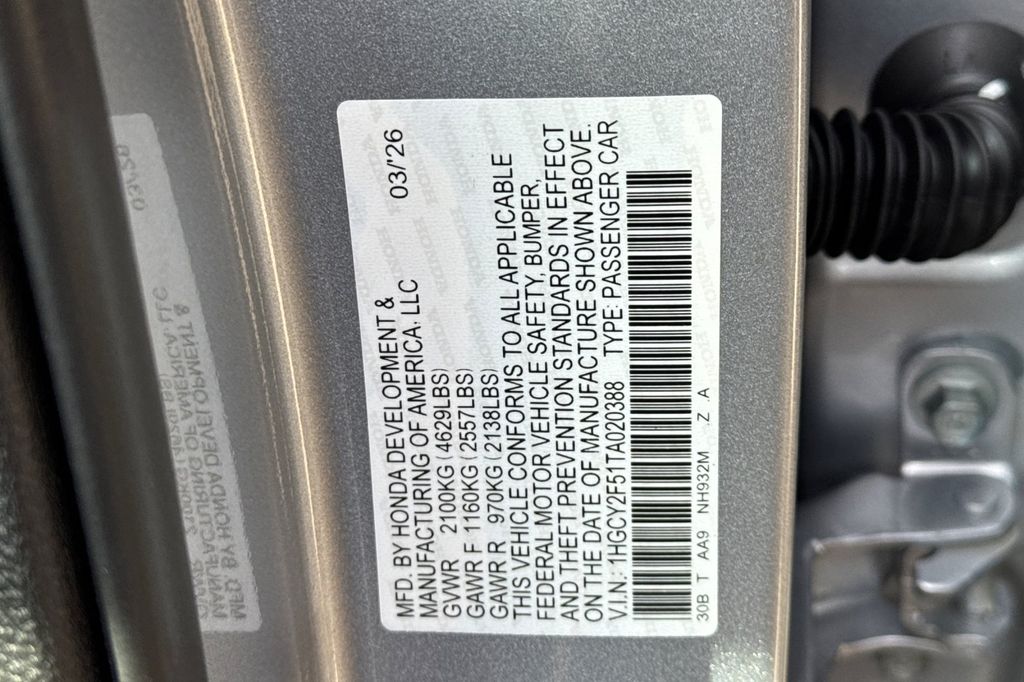 MFD. BY HONDA DEVELOPMENT & 03/'26
MANUFACTURING OF AMERICA, LLC
GVWR 2100KG (4629LBS)
GAWR F 1160KG (2557LBS)
GAWR R 970KG (2138LBS)
THIS VEHICLE CONFORMS TO ALL APPLICABLE
FEDERAL MOTOR VEHICLE SAFETY, BUMPER,
AND THEFT PREVENTION STANDARDS IN EFFECT
ON THE DATE OF MANUFACTURE SHOWN ABOVE.
V.I.N: 1HGCY2F51TA020388 TYPE: PASSENGER CAR
30B T AA9 NH932M Z A